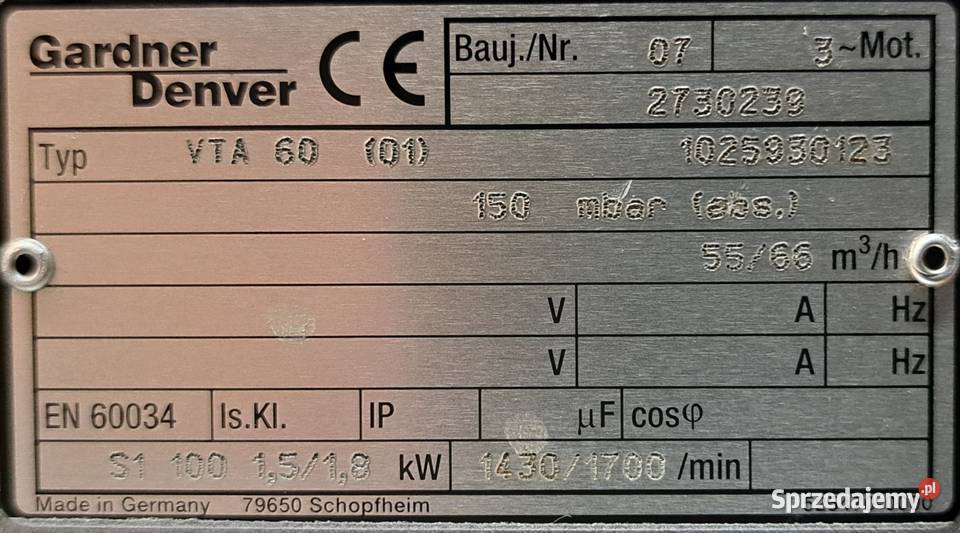 Gardner
Denver
CE
Bauj./Nr. 07 3~Mot.
2730239
Typ VTA 60 (01) 1025930123
150 mbar (abs.)
55/66 m³/h
V A Hz
V A Hz
EN 60034 Is.Kl. IP µF cosφ
S1 100 1,5/1,8 kW 1430/1700 /min
Made in Germany 79650 Schopfheim
Sprzedajemy.pl